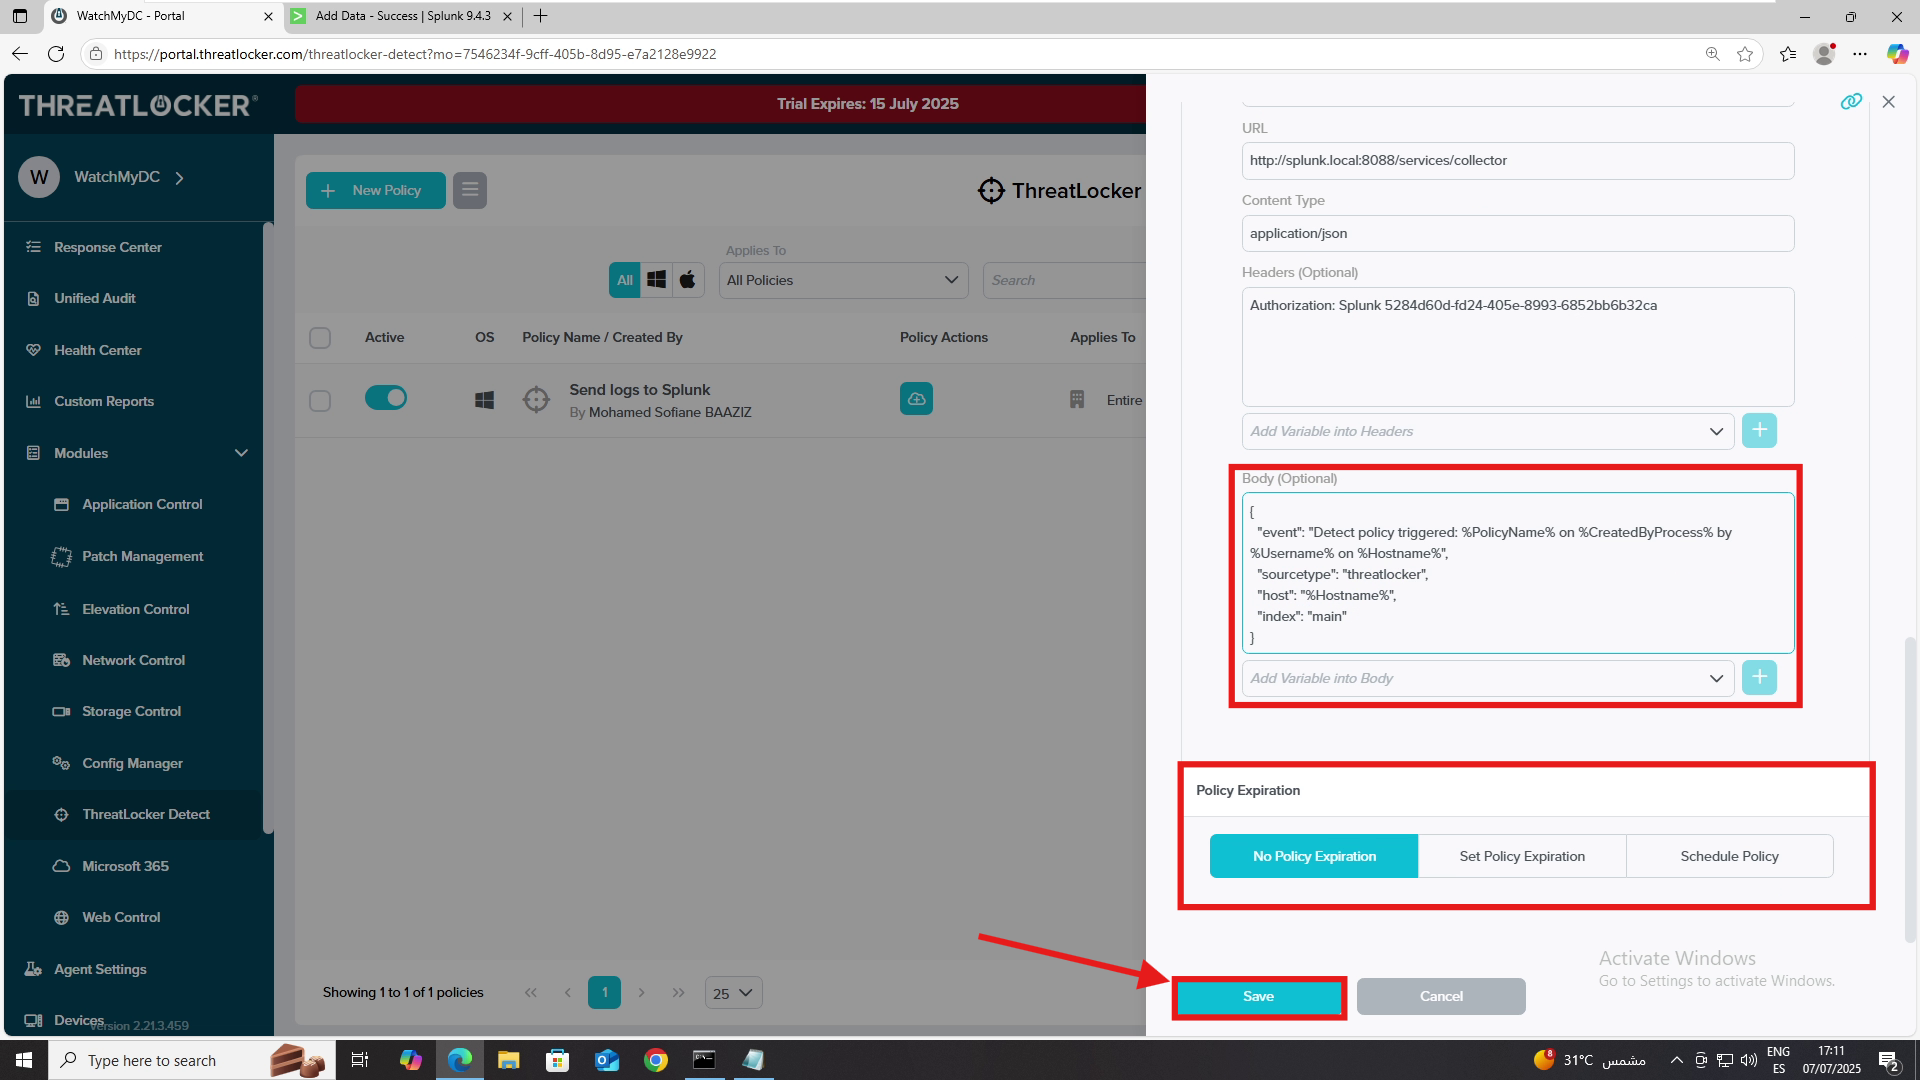 WatchMyDC - Portal
Add Data - Success | Splunk 9.4.3
https://portal.threatlocker.com/threatlocker-detect?mo=7546234f-9cff-405b-8d95-e7a2128e9922
THREATLOCKER
Trial Expires: 15 July 2025
W WatchMyDC
Response Center
Unified Audit
Health Center
Custom Reports
Modules
Application Control
Patch Management
Elevation Control
Network Control
Storage Control
Config Manager
ThreatLocker Detect
Microsoft 365
Web Control
Agent Settings
Devices
Version 2.21.3.459
New Policy
ThreatLocker
Applies To
All
All Policies
Search
Active OS Policy Name / Created By Policy Actions Applies To
Send logs to Splunk
By Mohamed Sofiane BAAZIZ
Entire
Showing 1 to 1 of 1 policies
1
25
URL
http://splunk.local:8088/services/collector
Content Type
application/json
Headers (Optional)
Authorization: Splunk 5284d60d-fd24-405e-8993-6852bb6b32ca
Add Variable into Headers
Body (Optional)
{
"event": "Detect policy triggered: %PolicyName% on %CreatedByProcess% by
%Username% on %Hostname%",
"sourcetype": "threatlocker",
"host": "%Hostname%",
"index": "main"
}
Add Variable into Body
Policy Expiration
No Policy Expiration
Set Policy Expiration
Schedule Policy
Save
Cancel
Activate Windows
Go to Settings to activate Windows.
Type here to search
8
31°C مشمس
ENG
ES
17:11
07/07/2025
2